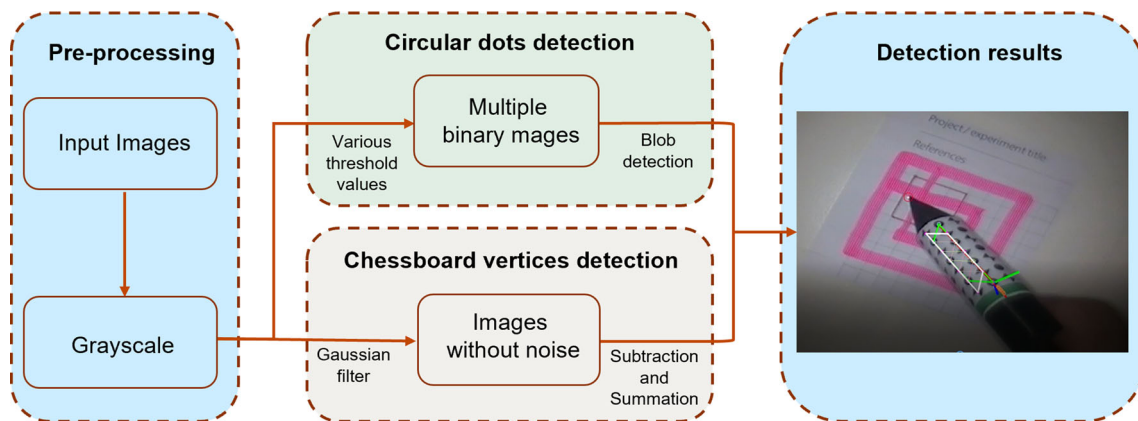 Pre-processing
Input Images
Grayscale
Circular dots detection
Various
threshold
values
Multiple
binary mages
Blob
detection
Chessboard vertices detection
Gaussian
filter
Images
without noise
Subtraction
and
Summation
Detection results
Project / experiment title
References